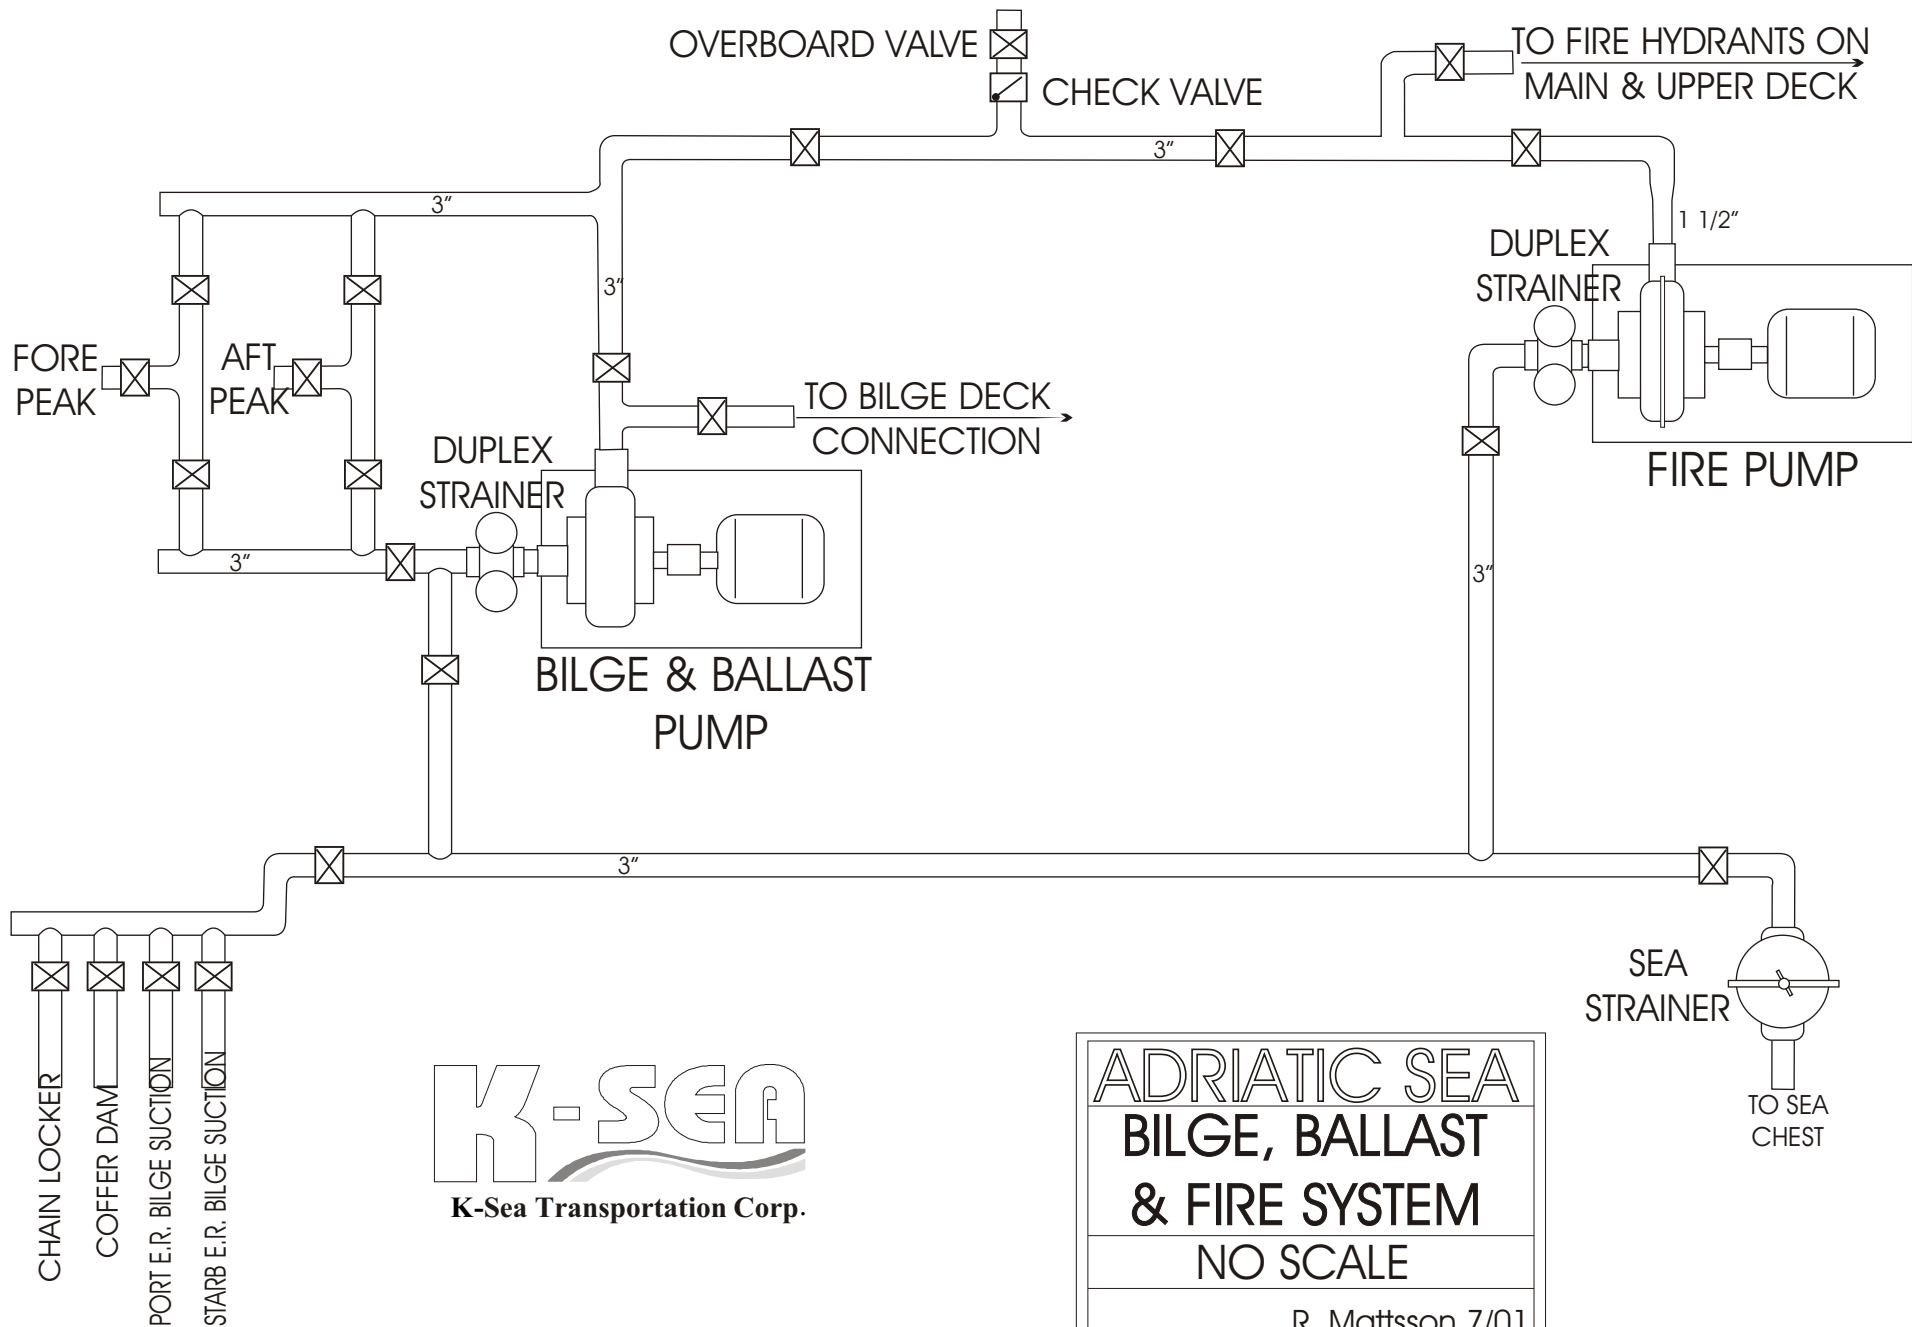 OVERBOARD VALVE
CHECK VALVE
TO FIRE HYDRANTS ON
MAIN & UPPER DECK
3"
3"
1 1/2"
DUPLEX
STRAINER
3"
FORE
PEAK
AFT
PEAK
TO BILGE DECK
CONNECTION
DUPLEX
STRAINER
FIRE PUMP
3"
3"
BILGE & BALLAST
PUMP
3"
SEA
STRAINER
TO SEA
CHEST
CHAIN LOCKER
COFFER DAM
PORT E.R. BILGE SUCTION
STARB E.R. BILGE SUCTION
K-SEA
K-Sea Transportation Corp.
ADRIATIC SEA
BILGE, BALLAST
& FIRE SYSTEM
NO SCALE
R. Mattsson 7/01